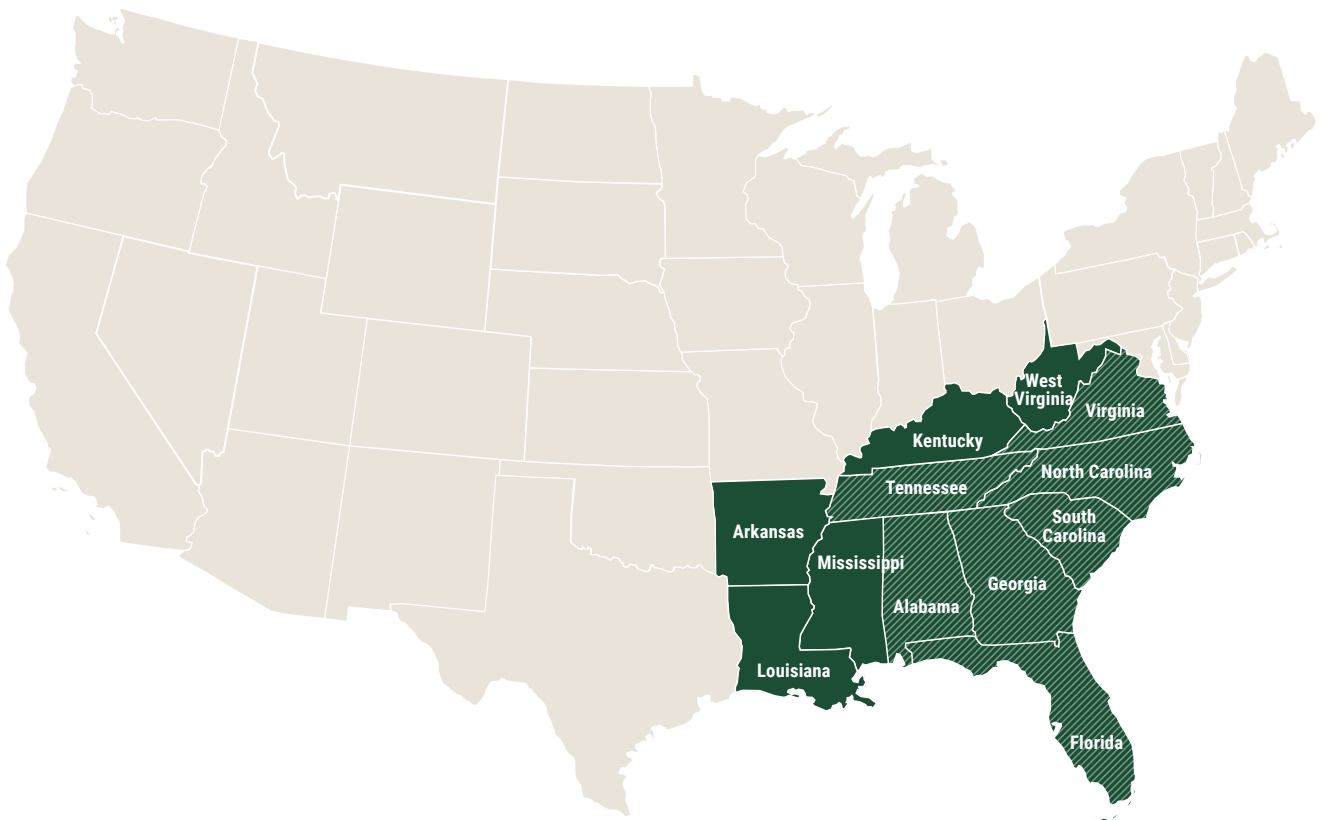 West
Virginia
Virginia
Kentucky
North Carolina
Tennessee
South
Carolina
Arkansas
Mississippi
Georgia
Alabama
Louisiana
Florida